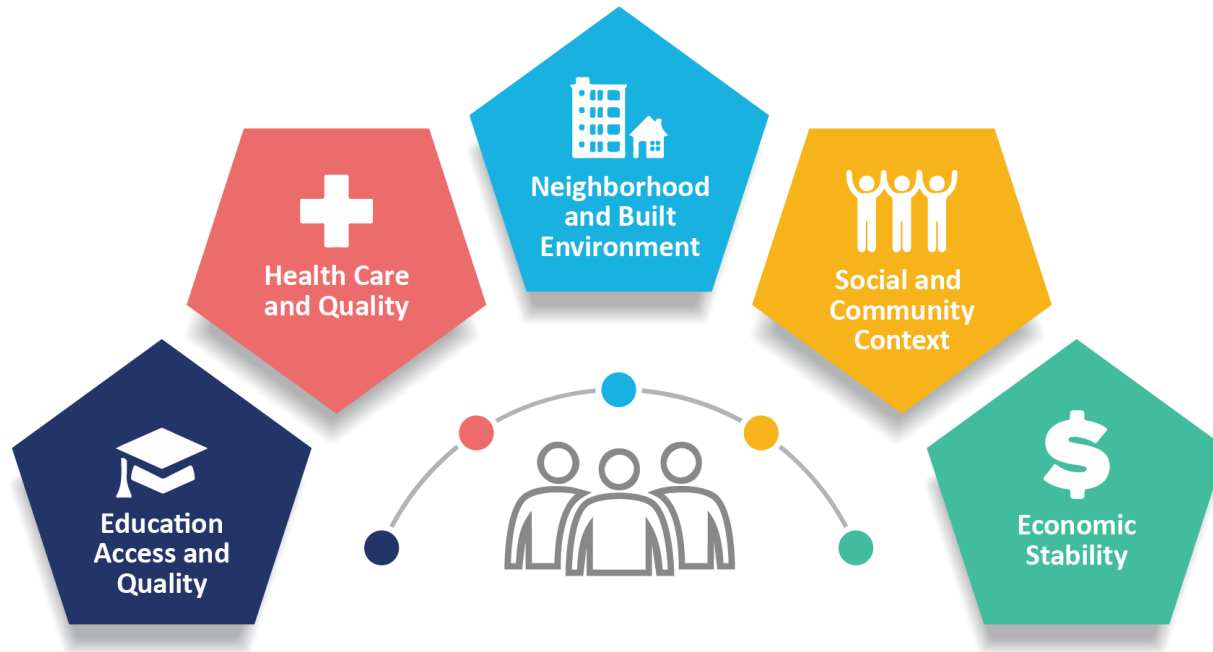 Education
Access and
Quality
Health Care
and Quality
Neighborhood
and Built
Environment
Social and
Community
Context
$
Economic
Stability